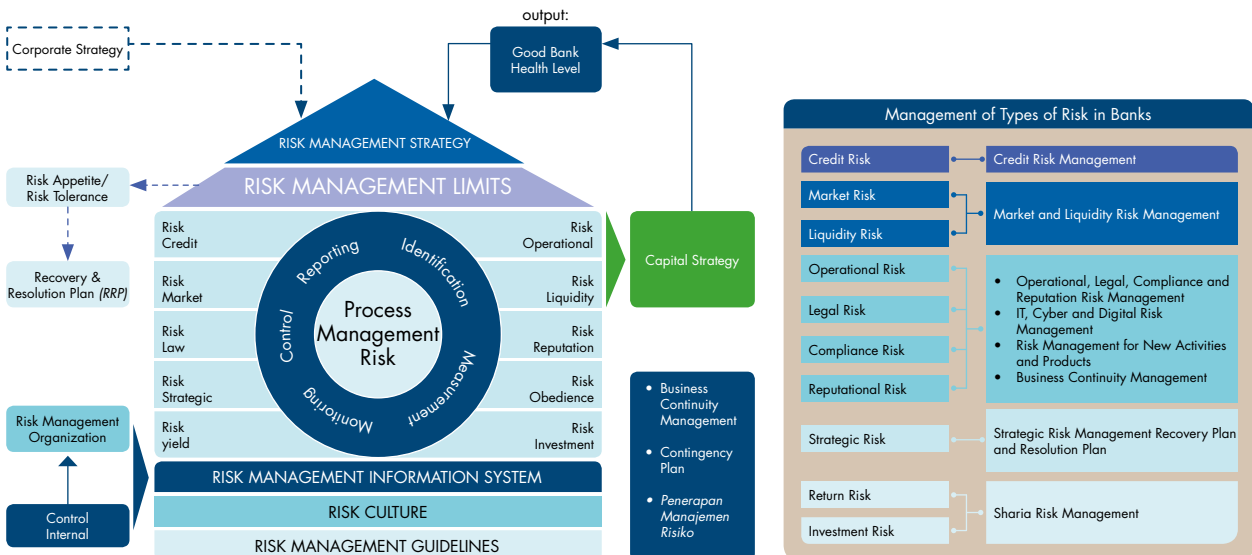 output:
Corporate Strategy
Good Bank
Health Level
RISK MANAGEMENT STRATEGY
RISK MANAGEMENT LIMITS
Risk Appetite/
Risk Tolerance
Recovery &
Resolution Plan (RRP)
Risk
Credit
Risk
Market
Risk
Law
Risk
Strategic
Risk
yield
Reporting
Identification
Measurement
Monitoring
Control
Process
Management
Risk
Risk
Operational
Risk
Liquidity
Risk
Reputation
Risk
Obedience
Risk
Investment
Capital Strategy
Risk Management
Organization
Control
Internal
RISK MANAGEMENT INFORMATION SYSTEM
RISK CULTURE
RISK MANAGEMENT GUIDELINES
• Business
Continuity
Management
• Contingency
Plan
• Penerapan
Manajemen
Risiko
Management of Types of Risk in Banks
Credit Risk
Credit Risk Management
Market Risk
Liquidity Risk
Market and Liquidity Risk Management
Operational Risk
Legal Risk
Compliance Risk
Reputational Risk
• Operational, Legal, Compliance and
Reputation Risk Management
• IT, Cyber and Digital Risk
Management
• Risk Management for New Activities
and Products
• Business Continuity Management
Strategic Risk
Strategic Risk Management Recovery Plan
and Resolution Plan
Return Risk
Investment Risk
Sharia Risk Management